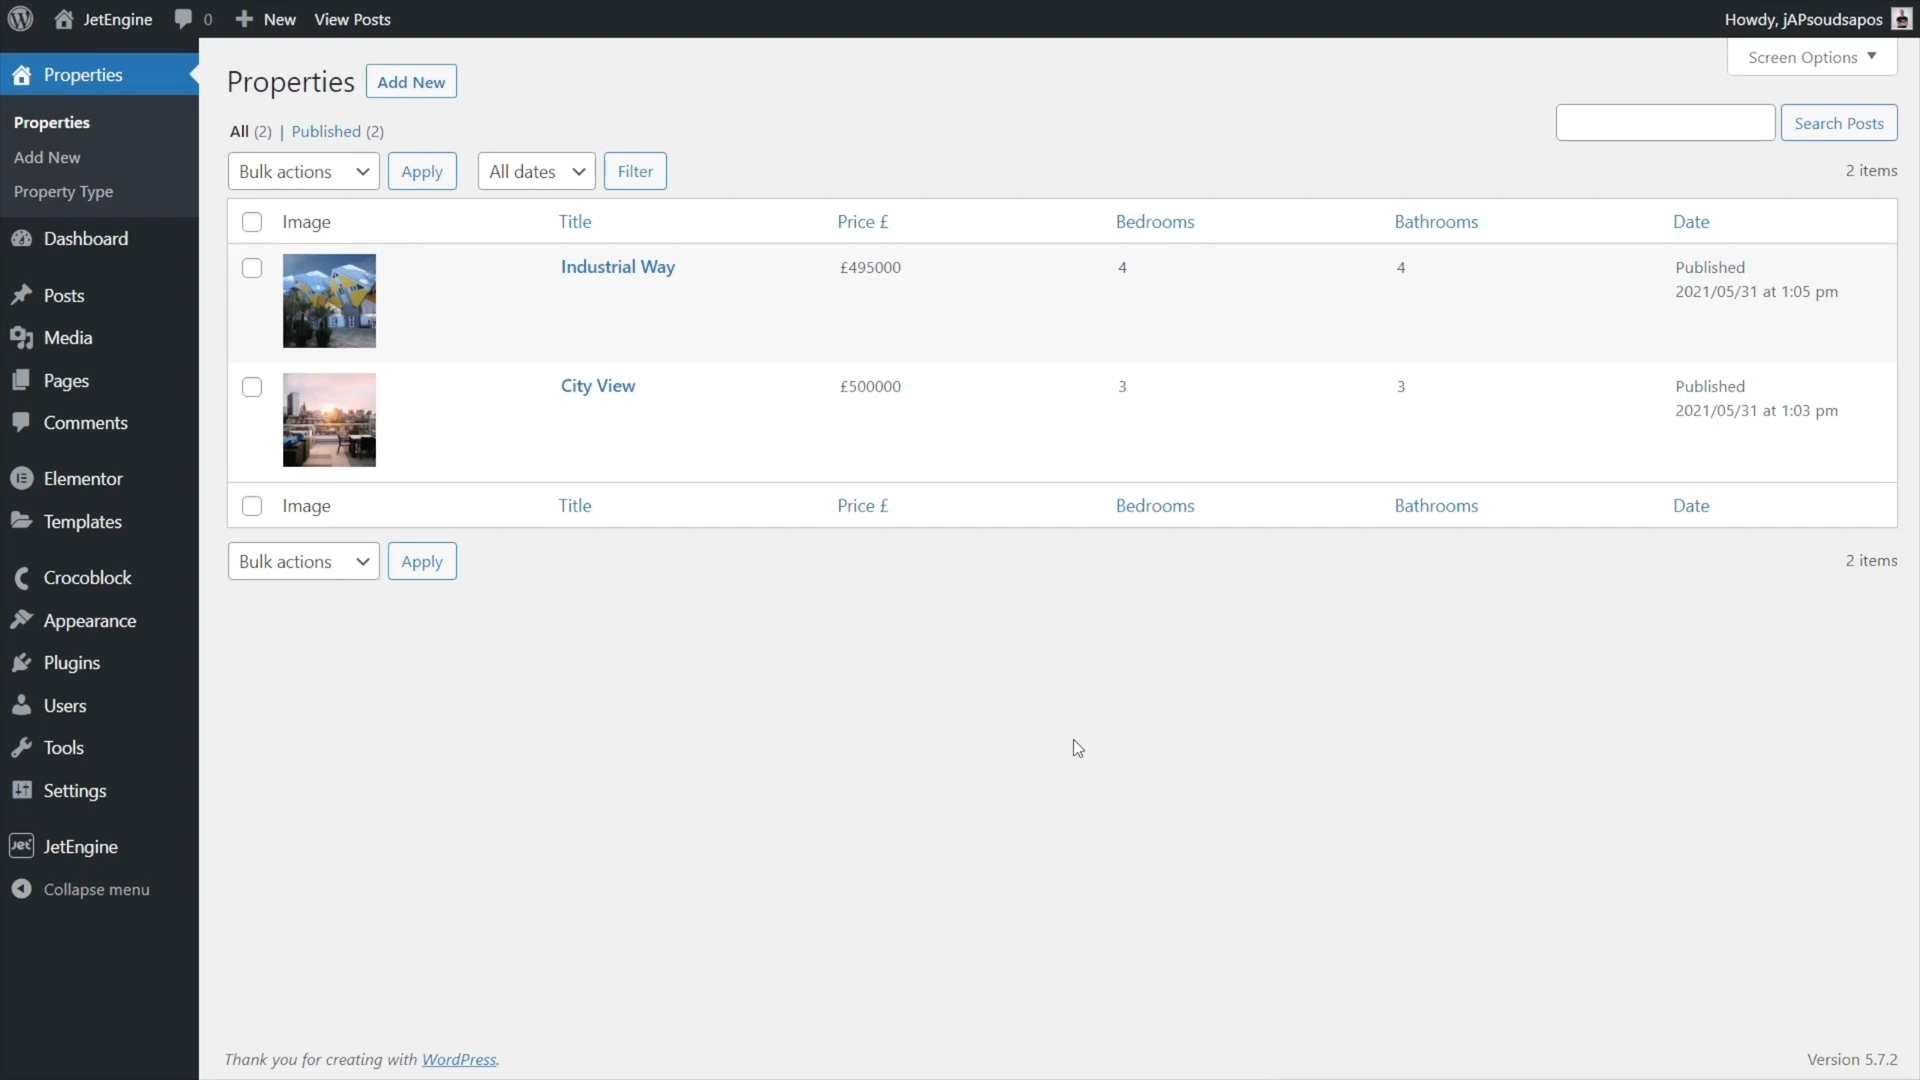 JetEngine
0
New
View Posts
Howdy, jAPsoudsapos
Screen Options
Properties
Properties
Add New
Property Type
Dashboard
Posts
Media
Pages
Comments
Elementor
Templates
Crocoblock
Appearance
Plugins
Users
Tools
Settings
Jet
JetEngine
Collapse menu
Properties
Add New
All (2) | Published (2)
Search Posts
Bulk actions
Apply
All dates
Filter
2 items
Image Title Price £ Bedrooms Bathrooms Date
Industrial Way £495000 4 4 Published
2021/05/31 at 1:05 pm
City View £500000 3 3 Published
2021/05/31 at 1:03 pm
Image Title Price £ Bedrooms Bathrooms Date
Bulk actions
Apply
2 items
Thank you for creating with WordPress.
Version 5.7.2